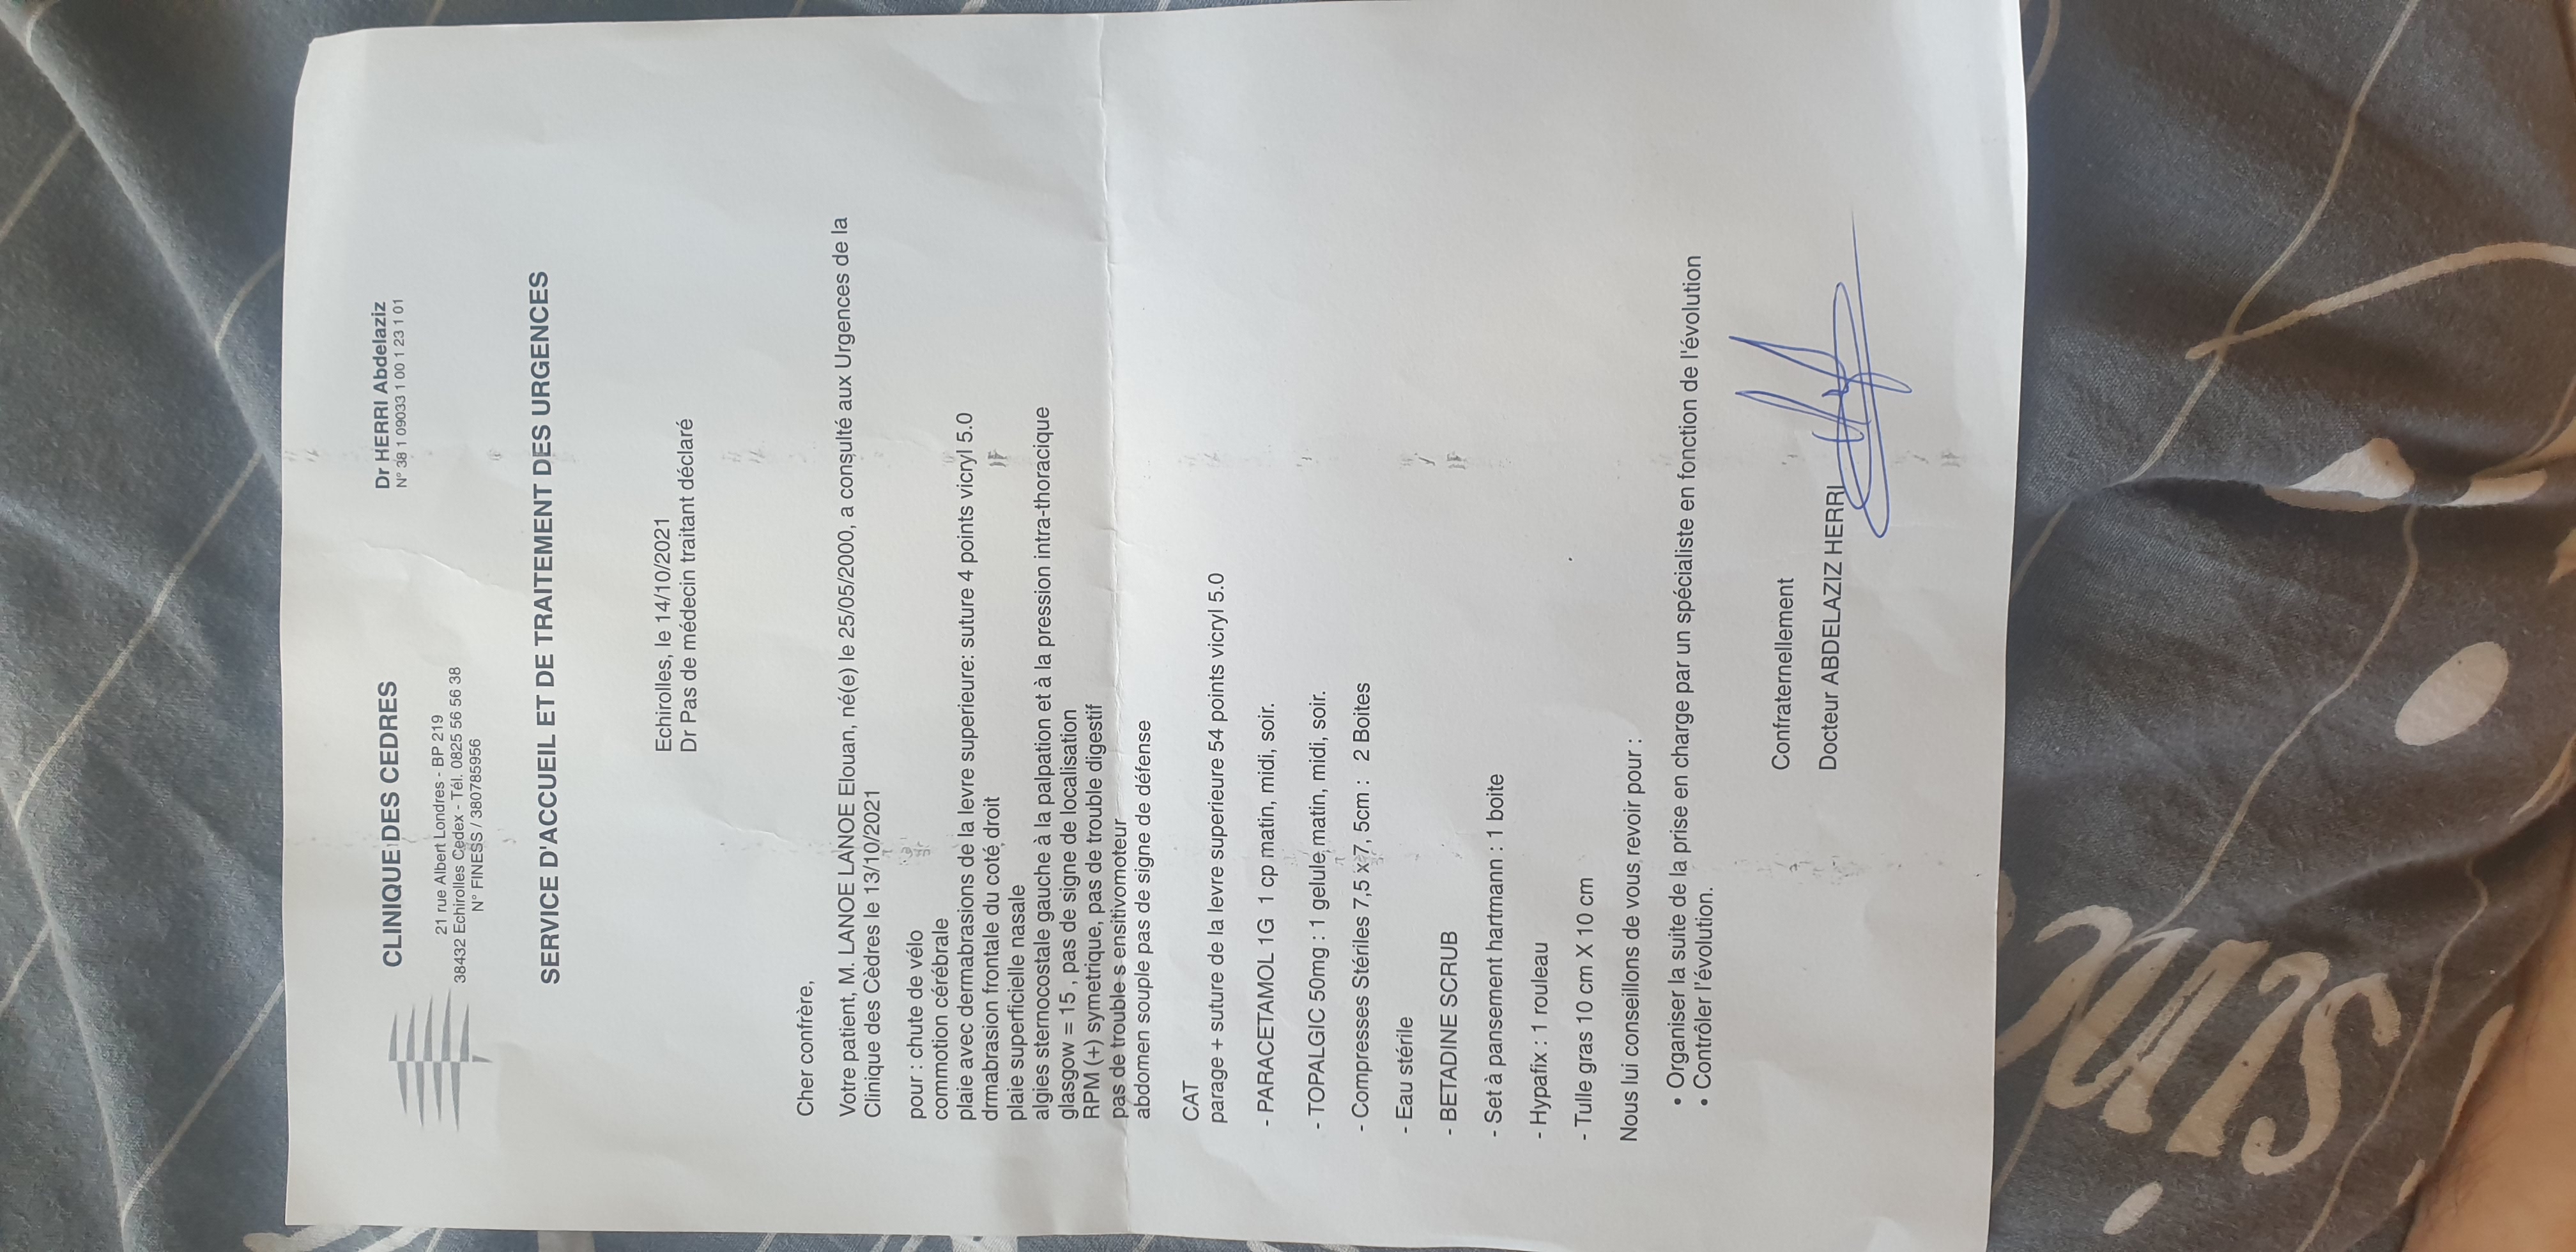 CLINIQUE DES CEDRES
Dr HERRI Abdelaziz
N° 38 1 09033 1 00 1 23 1 01
21 rue Albert Londres - BP 219
38432 Echirolles Cedex - Tél. 0825 56 56 38
N° FINESS / 380785956
SERVICE D'ACCUEIL ET DE TRAITEMENT DES URGENCES
Echirolles, le 14/10/2021
Dr Pas de médecin traitant déclaré
Cher confrère,
Votre patient, M. LANOE LANOE Elouan, né(e) le 25/05/2000, a consulté aux Urgences de la
Clinique des Cèdres le 13/10/2021
pour : chute de vélo
commotion cérébrale
plaie avec dermabrasions de la levre superieure: suture 4 points vicryl 5.0
drmabrasion frontale du coté droit
plaie superficielle nasale
algies sternocostale gauche à la palpation et à la pression intra-thoracique
glasgow = 15 , pas de signe de localisation
RPM (+) symetrique, pas de trouble digestif
pas de trouble s ensitivomoteur
abdomen souple pas de signe de défense
CAT
parage + suture de la levre superieure 54 points vicryl 5.0
- PARACETAMOL 1G 1 cp matin, midi, soir.
- TOPALGIC 50mg : 1 gelule matin, midi, soir.
- Compresses Stériles 7,5 x 7, 5cm : 2 Boites
- Eau stérile
- BETADINE SCRUB
- Set à pansement hartmann : 1 boite
- Hypafix : 1 rouleau
- Tulle gras 10 cm X 10 cm
Nous lui conseillons de vous revoir pour :
• Organiser la suite de la prise en charge par un spécialiste en fonction de l'évolution
• Contrôler l'évolution.
Confraternellement
Docteur ABDELAZIZ HERRI